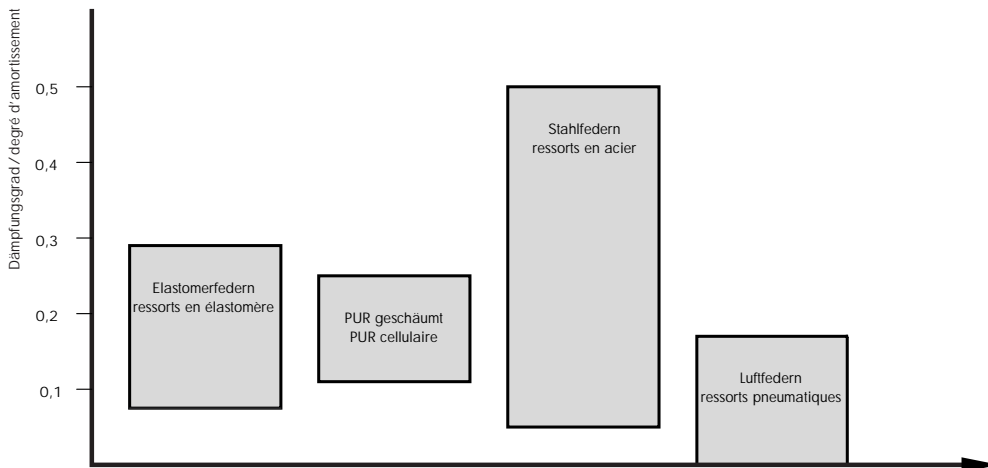 Dämpfungsgrad / degré d'amortissement
0,5
0,4
0,3
0,2
0,1
Elastomerfedern
ressorts en élastomère
PUR geschäumt
PUR cellulaire
Stahlfedern
ressorts en acier
Luftfedern
ressorts pneumatiques